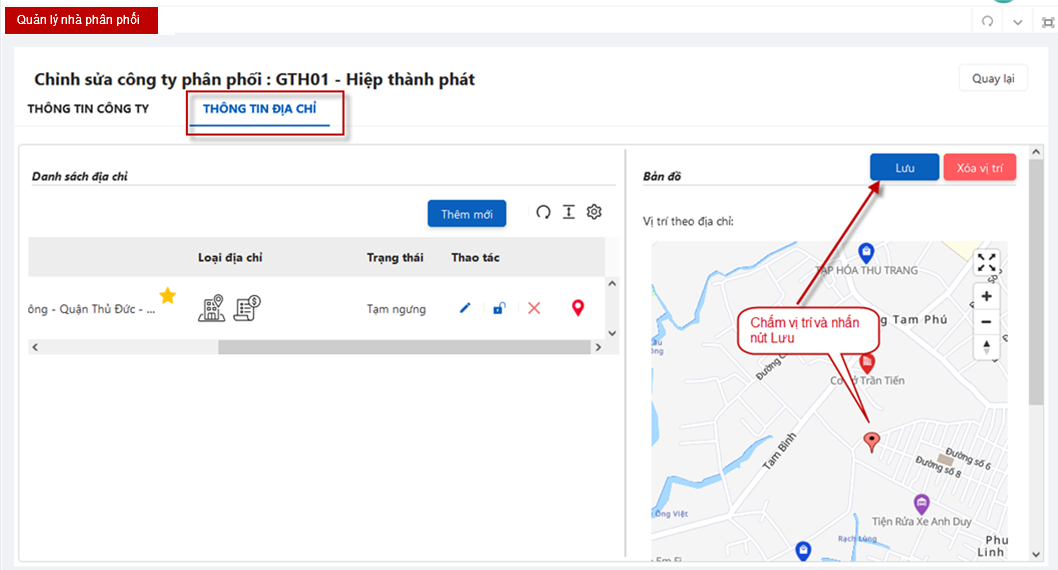 Quản lý nhà phân phối
Chỉnh sửa công ty phân phối : GTH01 - Hiệp thành phát
Quay lại
THÔNG TIN CÔNG TY
THÔNG TIN ĐỊA CHỈ
Danh sách địa chỉ
Thêm mới
Loại địa chỉ
Trạng thái
Thao tác
ông - Quận Thủ Đức - ...
Tạm ngưng
Bản đồ
Lưu
Xóa vị trí
Vị trí theo địa chỉ:
TẠP HÓA THU TRANG
g Tam Phú
Chấm vị trí và nhấn
nút Lưu
Đường
Cơ sở Trần Tiến
Tam Bình
Đường số 6
Đường số 8
Ông Việt
Tiện Rửa Xe Anh Duy
Rạch Lùng
Phu
Linh